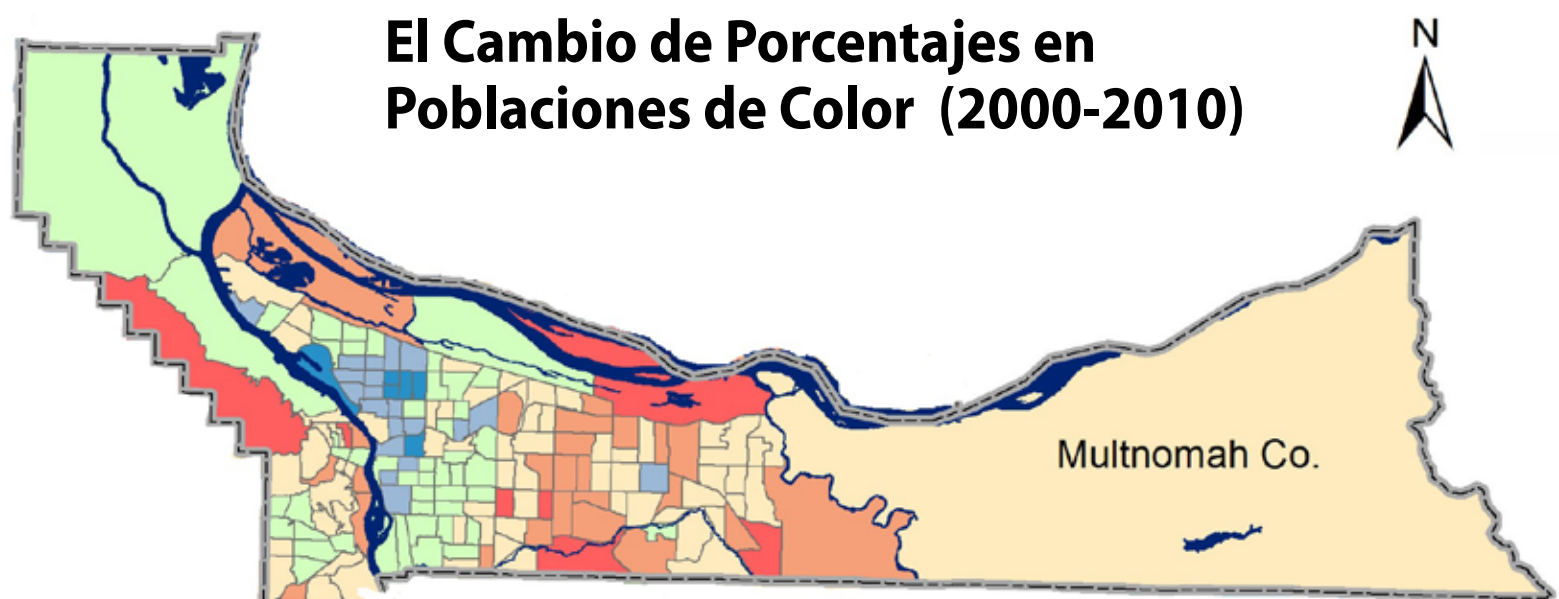 El Cambio de Porcentajes en
Poblaciones de Color (2000-2010)
N
Multnomah Co.